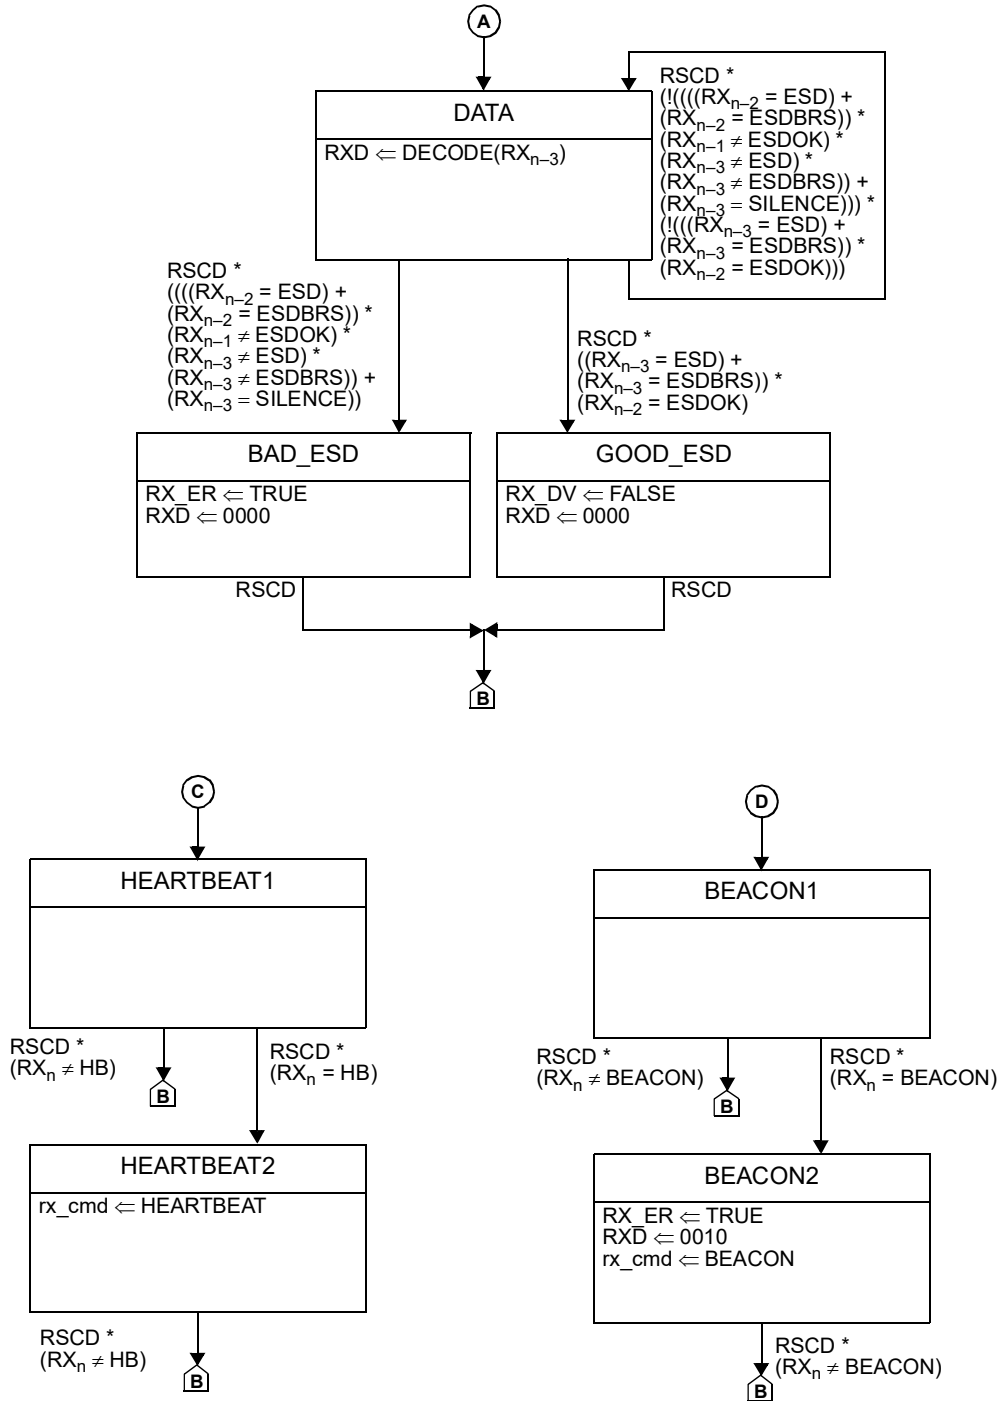 A
DATA
RXD ⇐ DECODE(RXn–3)
RSCD *
(!((((RXn–2 = ESD) +
(RXn–2 = ESDBRS)) *
(RXn–1 ≠ ESDOK) *
(RXn–3 ≠ ESD) *
(RXn–3 ≠ ESDBRS)) +
(RXn–3 = SILENCE))) *
(!(((RXn–3 = ESD) +
(RXn–3 = ESDBRS)) *
(RXn–2 = ESDOK)))
RSCD *
((((RXn–2 = ESD) +
(RXn–2 = ESDBRS)) *
(RXn–1 ≠ ESDOK) *
(RXn–3 ≠ ESD) *
(RXn–3 ≠ ESDBRS)) +
(RXn–3 = SILENCE))
RSCD *
((RXn–3 = ESD) +
(RXn–3 = ESDBRS)) *
(RXn–2 = ESDOK)
BAD_ESD
RX_ER ⇐ TRUE
RXD ⇐ 0000
GOOD_ESD
RX_DV ⇐ FALSE
RXD ⇐ 0000
RSCD
RSCD
B
C
HEARTBEAT1
RSCD *
(RXn ≠ HB)
B
RSCD *
(RXn = HB)
HEARTBEAT2
rx_cmd ⇐ HEARTBEAT
RSCD *
(RXn ≠ HB)
B
D
BEACON1
RSCD *
(RXn ≠ BEACON)
B
RSCD *
(RXn = BEACON)
BEACON2
RX_ER ⇐ TRUE
RXD ⇐ 0010
rx_cmd ⇐ BEACON
RSCD *
(RXn ≠ BEACON)
B